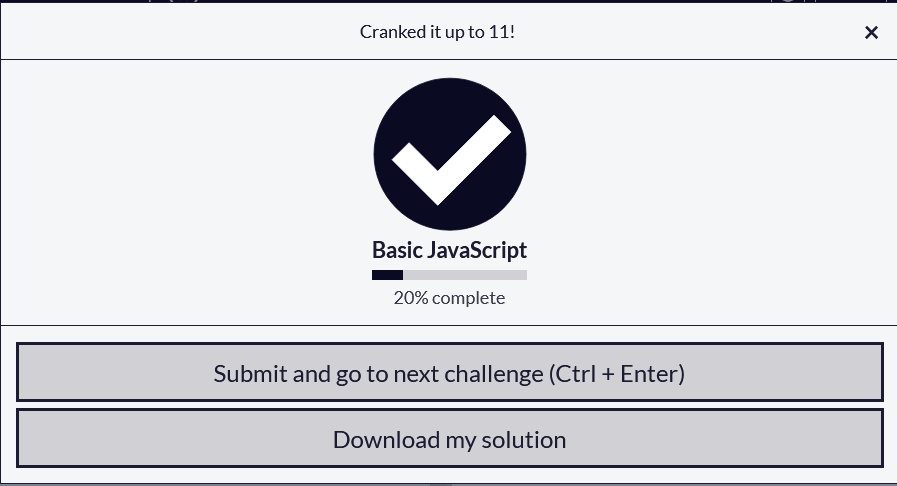 Cranked it up to 11!
×
Basic JavaScript
20% complete
Submit and go to next challenge (Ctrl + Enter)
Download my solution